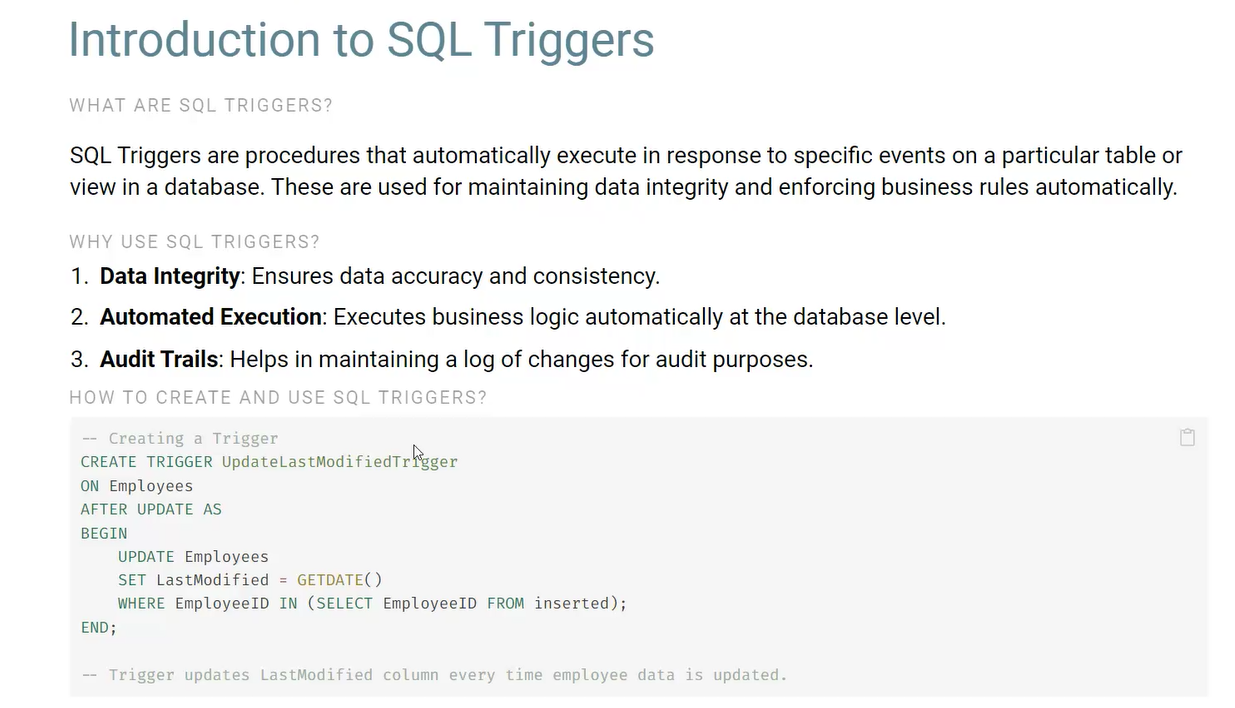 Introduction to SQL Triggers
WHAT ARE SQL TRIGGERS?
SQL Triggers are procedures that automatically execute in response to specific events on a particular table or
view in a database. These are used for maintaining data integrity and enforcing business rules automatically.
WHY USE SQL TRIGGERS?
1. Data Integrity: Ensures data accuracy and consistency.
2. Automated Execution: Executes business logic automatically at the database level.
3. Audit Trails: Helps in maintaining a log of changes for audit purposes.
HOW TO CREATE AND USE SQL TRIGGERS?
-- Creating a Trigger
CREATE TRIGGER UpdateLastModifiedTrigger
ON Employees
AFTER UPDATE AS
BEGIN
    UPDATE Employees
    SET LastModified = GETDATE()
    WHERE EmployeeID IN (SELECT EmployeeID FROM inserted);
END;
-- Trigger updates LastModified column every time employee data is updated.